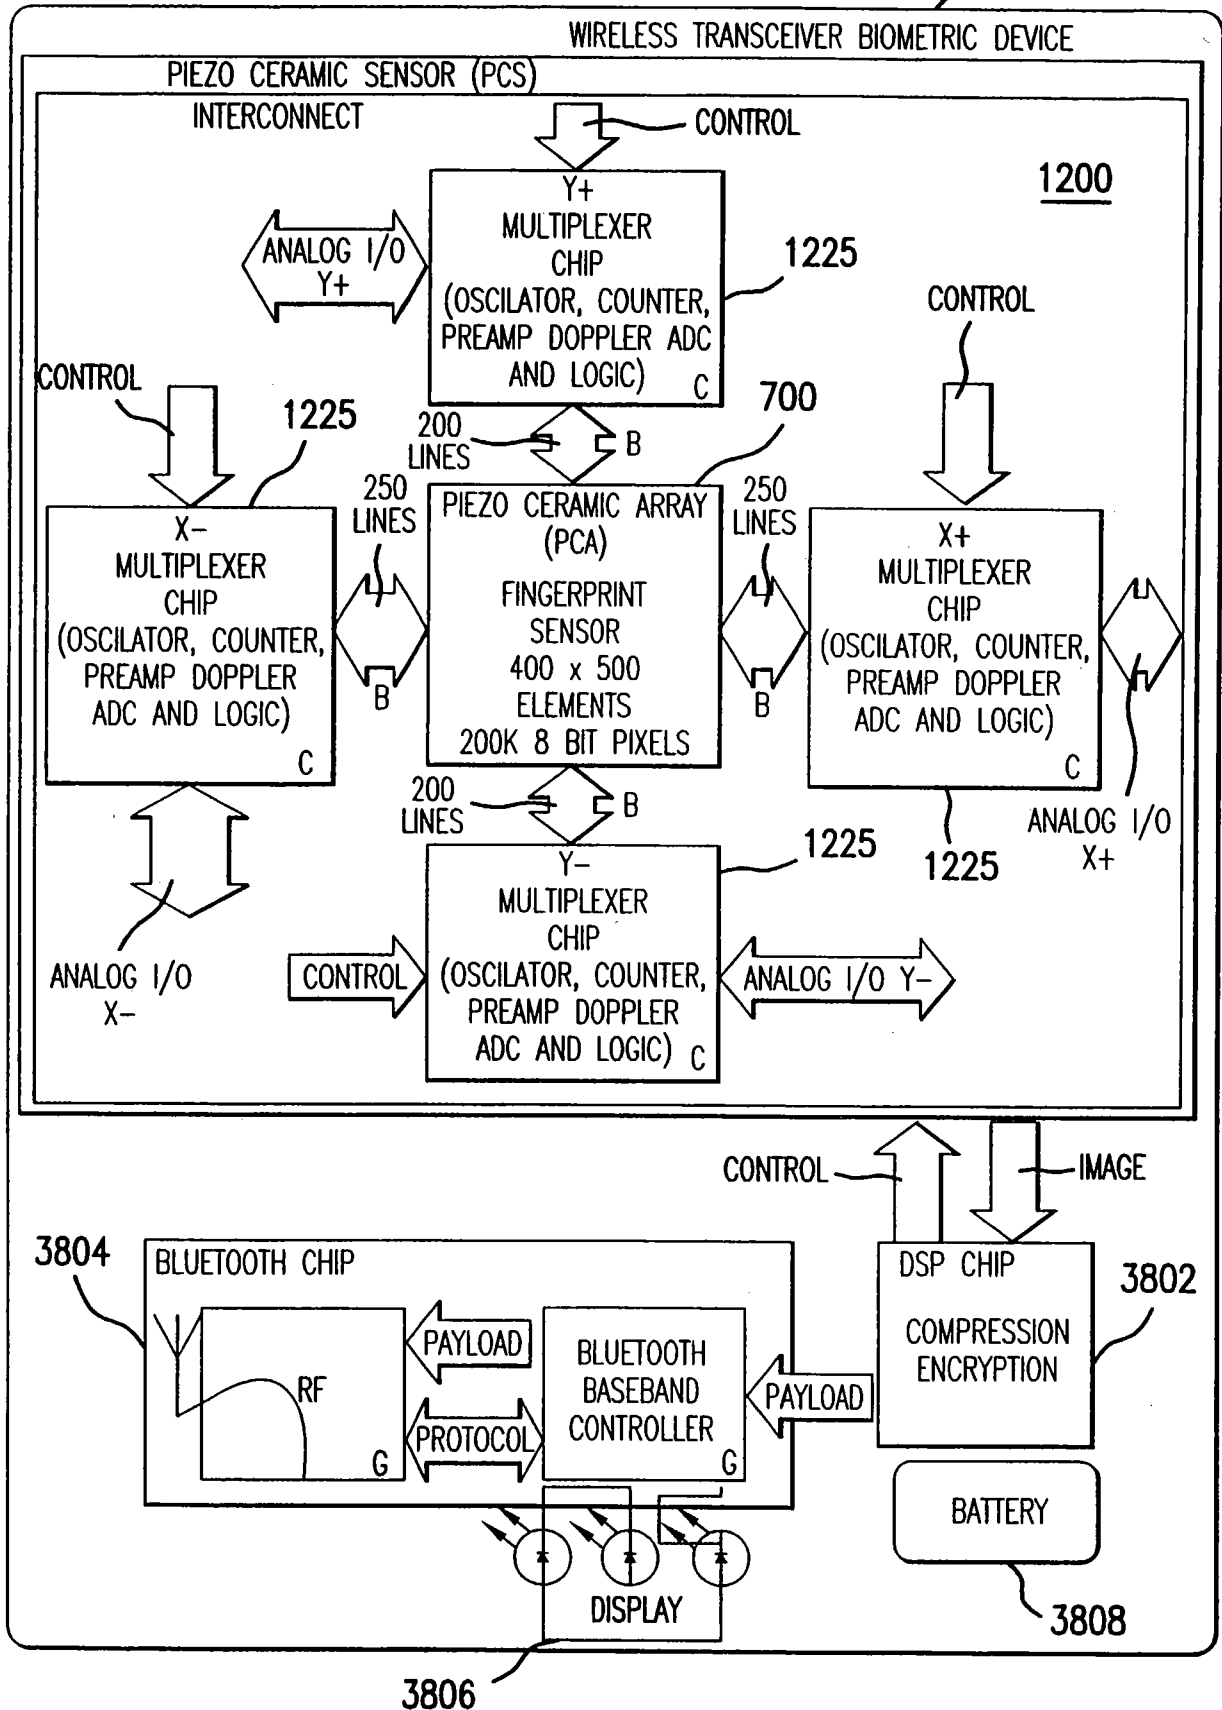 WIRELESS TRANSCEIVER BIOMETRIC DEVICE
PIEZO CERAMIC SENSOR (PCS)
INTERCONNECT
CONTROL
1200
Y+
MULTIPLEXER
CHIP
(OSCILATOR, COUNTER,
PREAMP DOPPLER ADC
AND LOGIC)
C
ANALOG I/O
Y+
1225
CONTROL
CONTROL
1225
200
LINES
B
700
250
LINES
B
X-
MULTIPLEXER
CHIP
(OSCILATOR, COUNTER,
PREAMP DOPPLER
ADC AND LOGIC)
C
PIEZO CERAMIC ARRAY
(PCA)
FINGERPRINT
SENSOR
400 x 500
ELEMENTS
200K 8 BIT PIXELS
250
LINES
B
X+
MULTIPLEXER
CHIP
(OSCILATOR, COUNTER,
PREAMP DOPPLER
ADC AND LOGIC)
C
200
LINES
B
ANALOG I/O
X+
1225
1225
Y-
MULTIPLEXER
CHIP
(OSCILATOR, COUNTER,
PREAMP DOPPLER
ADC AND LOGIC)
C
ANALOG I/O
X-
CONTROL
ANALOG I/O Y-
CONTROL
IMAGE
3804
BLUETOOTH CHIP
RF
G
PAYLOAD
PROTOCOL
BLUETOOTH
BASEBAND
CONTROLLER
G
PAYLOAD
DSP CHIP
COMPRESSION
ENCRYPTION
3802
BATTERY
3808
DISPLAY
3806